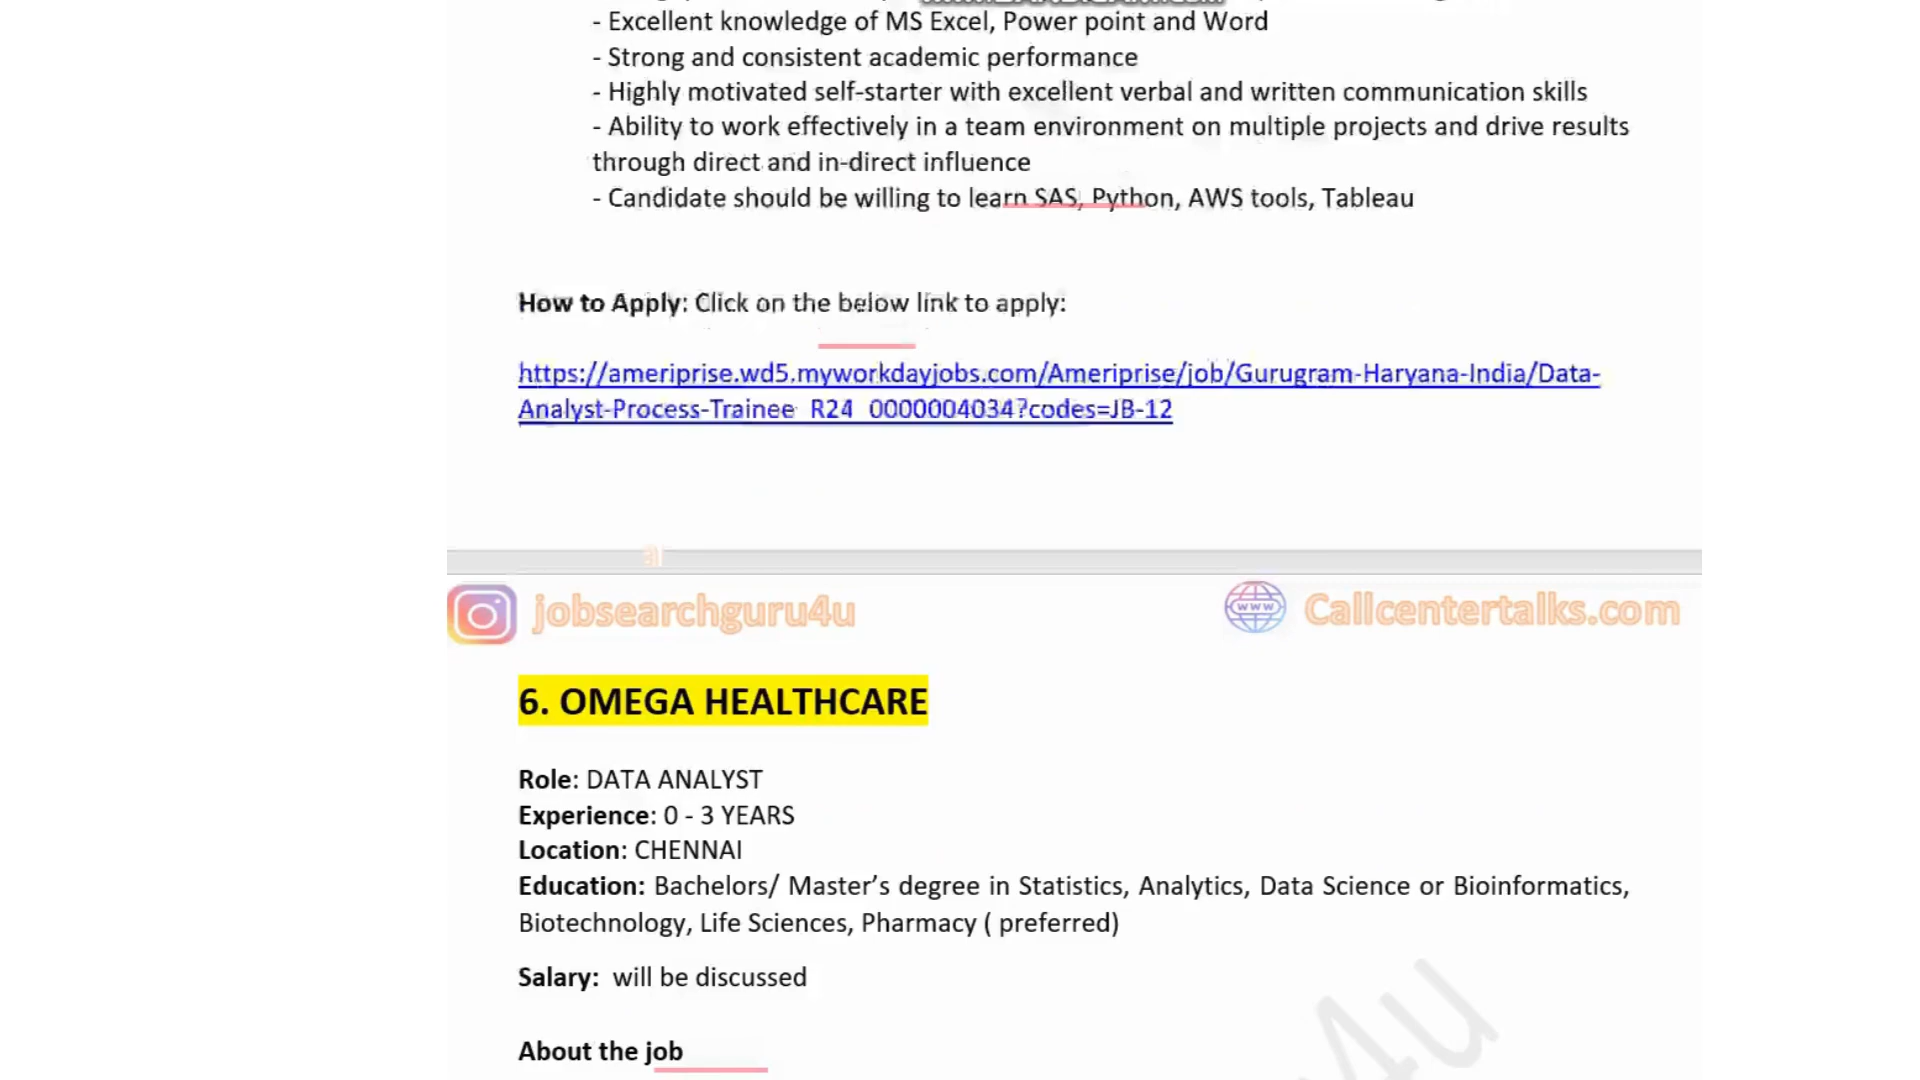 - Excellent knowledge of MS Excel, Power point and Word
- Strong and consistent academic performance
- Highly motivated self-starter with excellent verbal and written communication skills
- Ability to work effectively in a team environment on multiple projects and drive results
through direct and in-direct influence
- Candidate should be willing to learn SAS, Python, AWS tools, Tableau
How to Apply: Click on the below link to apply:
https://ameriprise.wd5.myworkdayjobs.com/Ameriprise/job/Gurugram-Haryana-India/Data-
Analyst-Process-Trainee_R24_0000004034?codes=JB-12
jobsearchguru4u
www Callcentertalks.com
6. OMEGA HEALTHCARE
Role: DATA ANALYST
Experience: 0 - 3 YEARS
Location: CHENNAI
Education: Bachelors/ Master’s degree in Statistics, Analytics, Data Science or Bioinformatics,
Biotechnology, Life Sciences, Pharmacy ( preferred)
Salary: will be discussed
4u
About the job